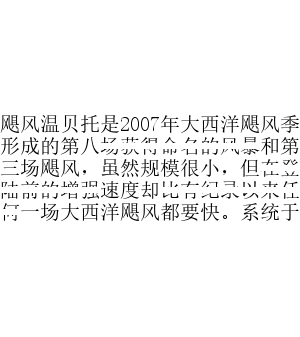 飓风温贝托是2007年大西洋飓风季
形成的第八场获得命名的风暴和第
三场飓风，虽然规模很小，但在登
陆前的增强速度却比有纪录以来任
何一场大西洋飓风都要快。系统于